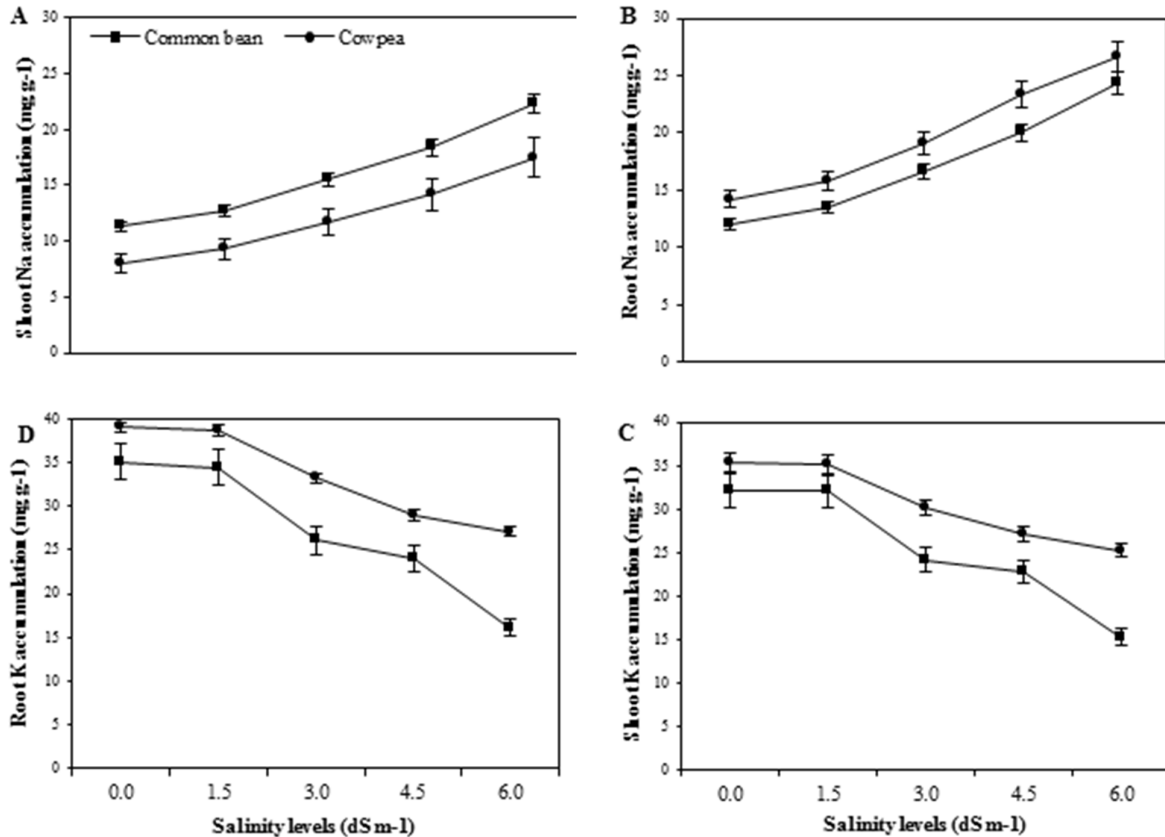 A
Shoot Na accumulation (mg g-1)
30
25
20
15
10
5
0
Common bean
Cowpea
B
Root Na accumulation (mg g-1)
30
25
20
15
10
5
0
D
Root K accumulation (mg g-1)
40
35
30
25
20
15
10
5
0
0.0 1.5 3.0 4.5 6.0
Salinity levels (dS m-1)
C
Shoot K accumulation (mg g-1)
40
35
30
25
20
15
10
5
0
0.0 1.5 3.0 4.5 6.0
Salinity levels (dS m-1)